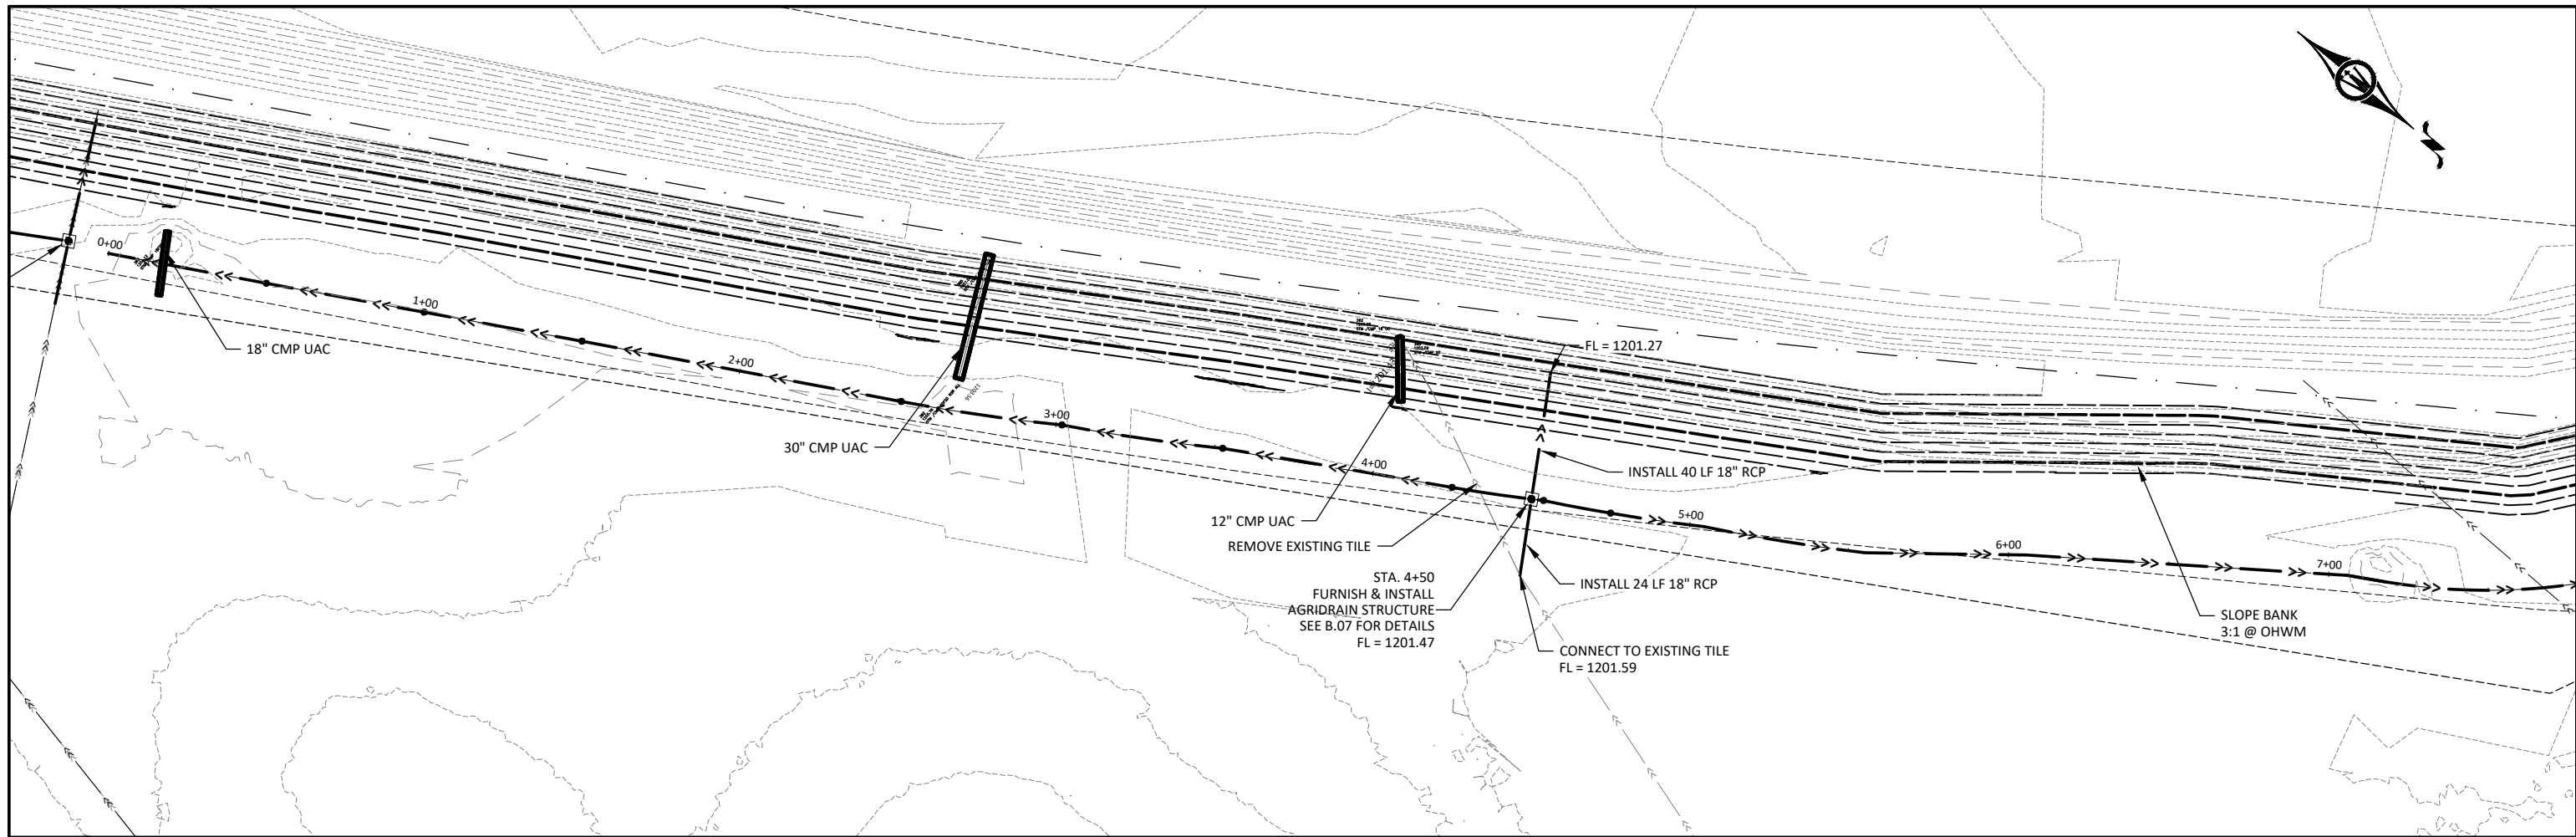 0+00
18" CMP UAC
1+00
2+00
30" CMP UAC
3+00
4+00
12" CMP UAC
REMOVE EXISTING TILE
STA. 4+50
FURNISH & INSTALL
AGRIDRAIN STRUCTURE
SEE B.07 FOR DETAILS
FL = 1201.47
FL = 1201.27
INSTALL 40 LF 18" RCP
5+00
INSTALL 24 LF 18" RCP
CONNECT TO EXISTING TILE
FL = 1201.59
6+00
7+00
SLOPE BANK
3:1 @ OHWM